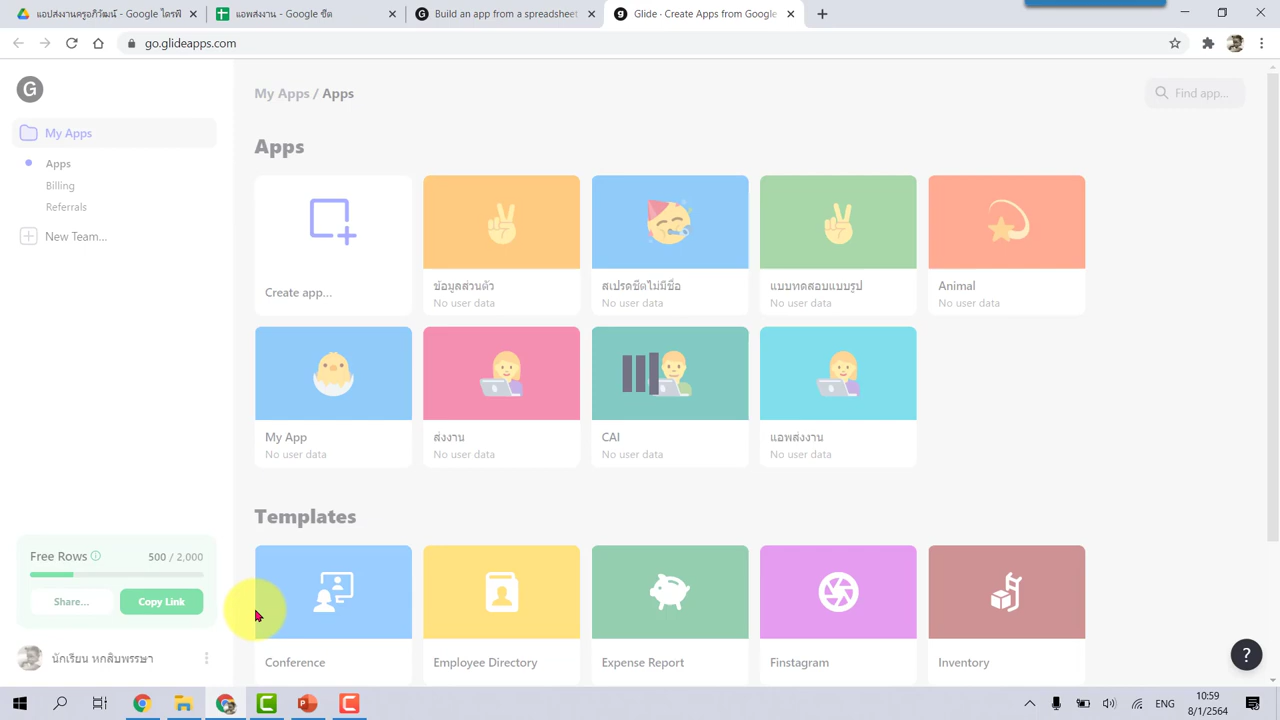 แอพส่งงานครูจุฑาวัฒน์ - Google ไดรฟ์
แอพส่งงาน - Google ชีต
Build an app from a spreadsheet
Glide · Create Apps from Google
go.glideapps.com
G
My Apps
Apps
Billing
Referrals
New Team...
My Apps / Apps
Find app...
Apps
Create app...
ข้อมูลส่วนตัว
No user data
สเปรดชีตไม่มีชื่อ
No user data
แบบทดสอบแบบรูป
No user data
Animal
No user data
My App
No user data
ส่งงาน
No user data
CAI
No user data
แอพส่งงาน
No user data
Templates
Conference
Employee Directory
Expense Report
Finstagram
Inventory
Free Rows
500 / 2,000
Share...
Copy Link
นักเรียน หกสิบพรรษา
?
ENG
10:59
8/1/2564